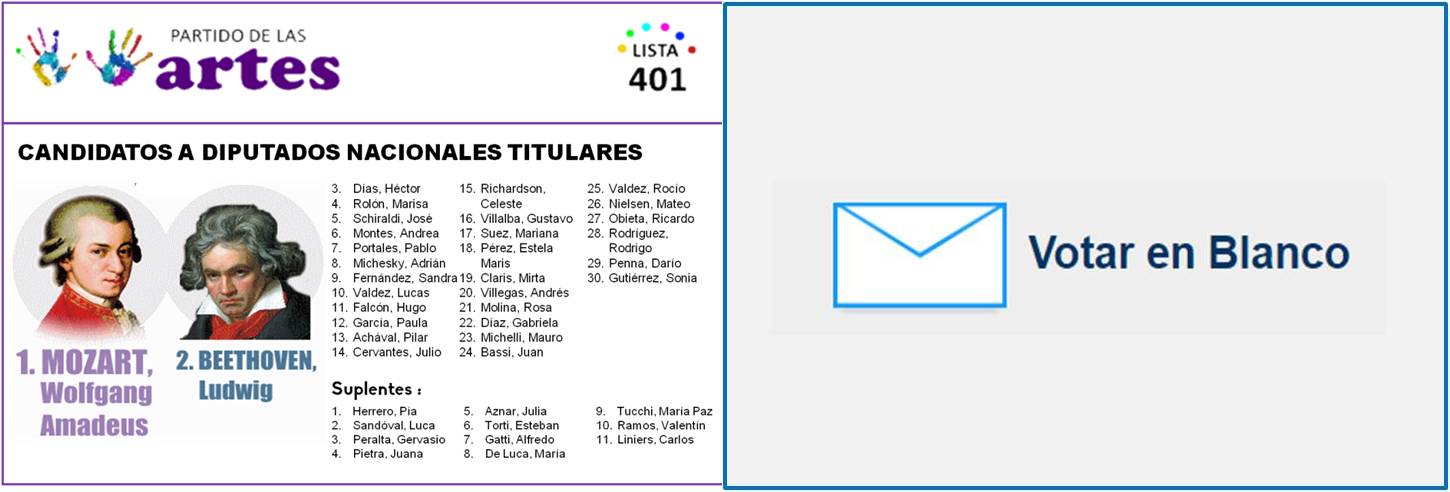 PARTIDO DE LAS
artes
LISTA
401
CANDIDATOS A DIPUTADOS NACIONALES TITULARES
1. MOZART,
Wolfgang
Amadeus
2. BEETHOVEN,
Ludwig
3. Días, Héctor
4. Rolón, Marisa
5. Schiraldi, José
6. Montes, Andrea
7. Portales, Pablo
8. Michesky, Adrián
9. Fernández, Sandra
10. Valdez, Lucas
11. Falcón, Hugo
12. García, Paula
13. Achával, Pilar
14. Cervantes, Julio
15. Richardson,
Celeste
16. Villalba, Gustavo
17. Suez, Mariana
18. Pérez, Estela
Maris
19. Claris, Mirta
20. Villegas, Andrés
21. Molina, Rosa
22. Díaz, Gabriela
23. Michelli, Mauro
24. Bassi, Juan
25. Valdez, Rocío
26. Nielsen, Mateo
27. Obieta, Ricardo
28. Rodríguez,
Rodrigo
29. Penna, Darío
30. Gutiérrez, Sonia
Suplentes :
1. Herrero, Pia
2. Sandóval, Luca
3. Peralta, Gervasio
4. Pietra, Juana
5. Aznar, Julia
6. Torti, Esteban
7. Gatti, Alfredo
8. De Luca, María
9. Tucchi, María Paz
10. Ramos, Valentín
11. Liniers, Carlos
Votar en Blanco